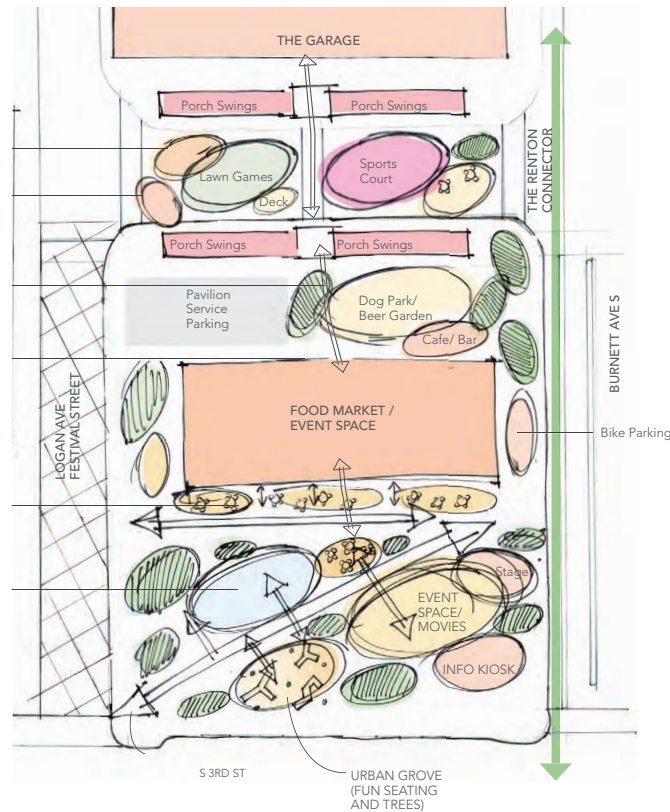 THE GARAGE
Porch Swings
Porch Swings
Lawn Games
Sports
Court
Deck
THE RENTON
CONNECTOR
Porch Swings
Porch Swings
Pavilion
Service
Parking
Dog Park/
Beer Garden
Cafe/ Bar
BURNETT AVE S
FOOD MARKET /
EVENT SPACE
Bike Parking
LOGAN AVE
FESTIVAL STREET
Stage
EVENT
SPACE/
MOVIES
INFO KIOSK
S 3RD ST
URBAN GROVE
(FUN SEATING
AND TREES)